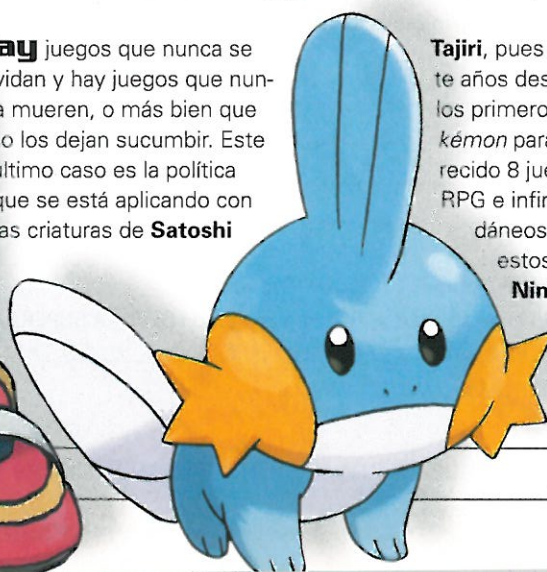 ay juegos que nunca se
vidan y hay juegos que nun-
a mueren, o más bien que
o los dejan sucumbir. Este
ltimo caso es la política
que se está aplicando con
as criaturas de Satoshi
Tajiri, pues
te años des
los primero
kémon para
recido 8 jue
RPG e infin
dáneos
estos
Nin